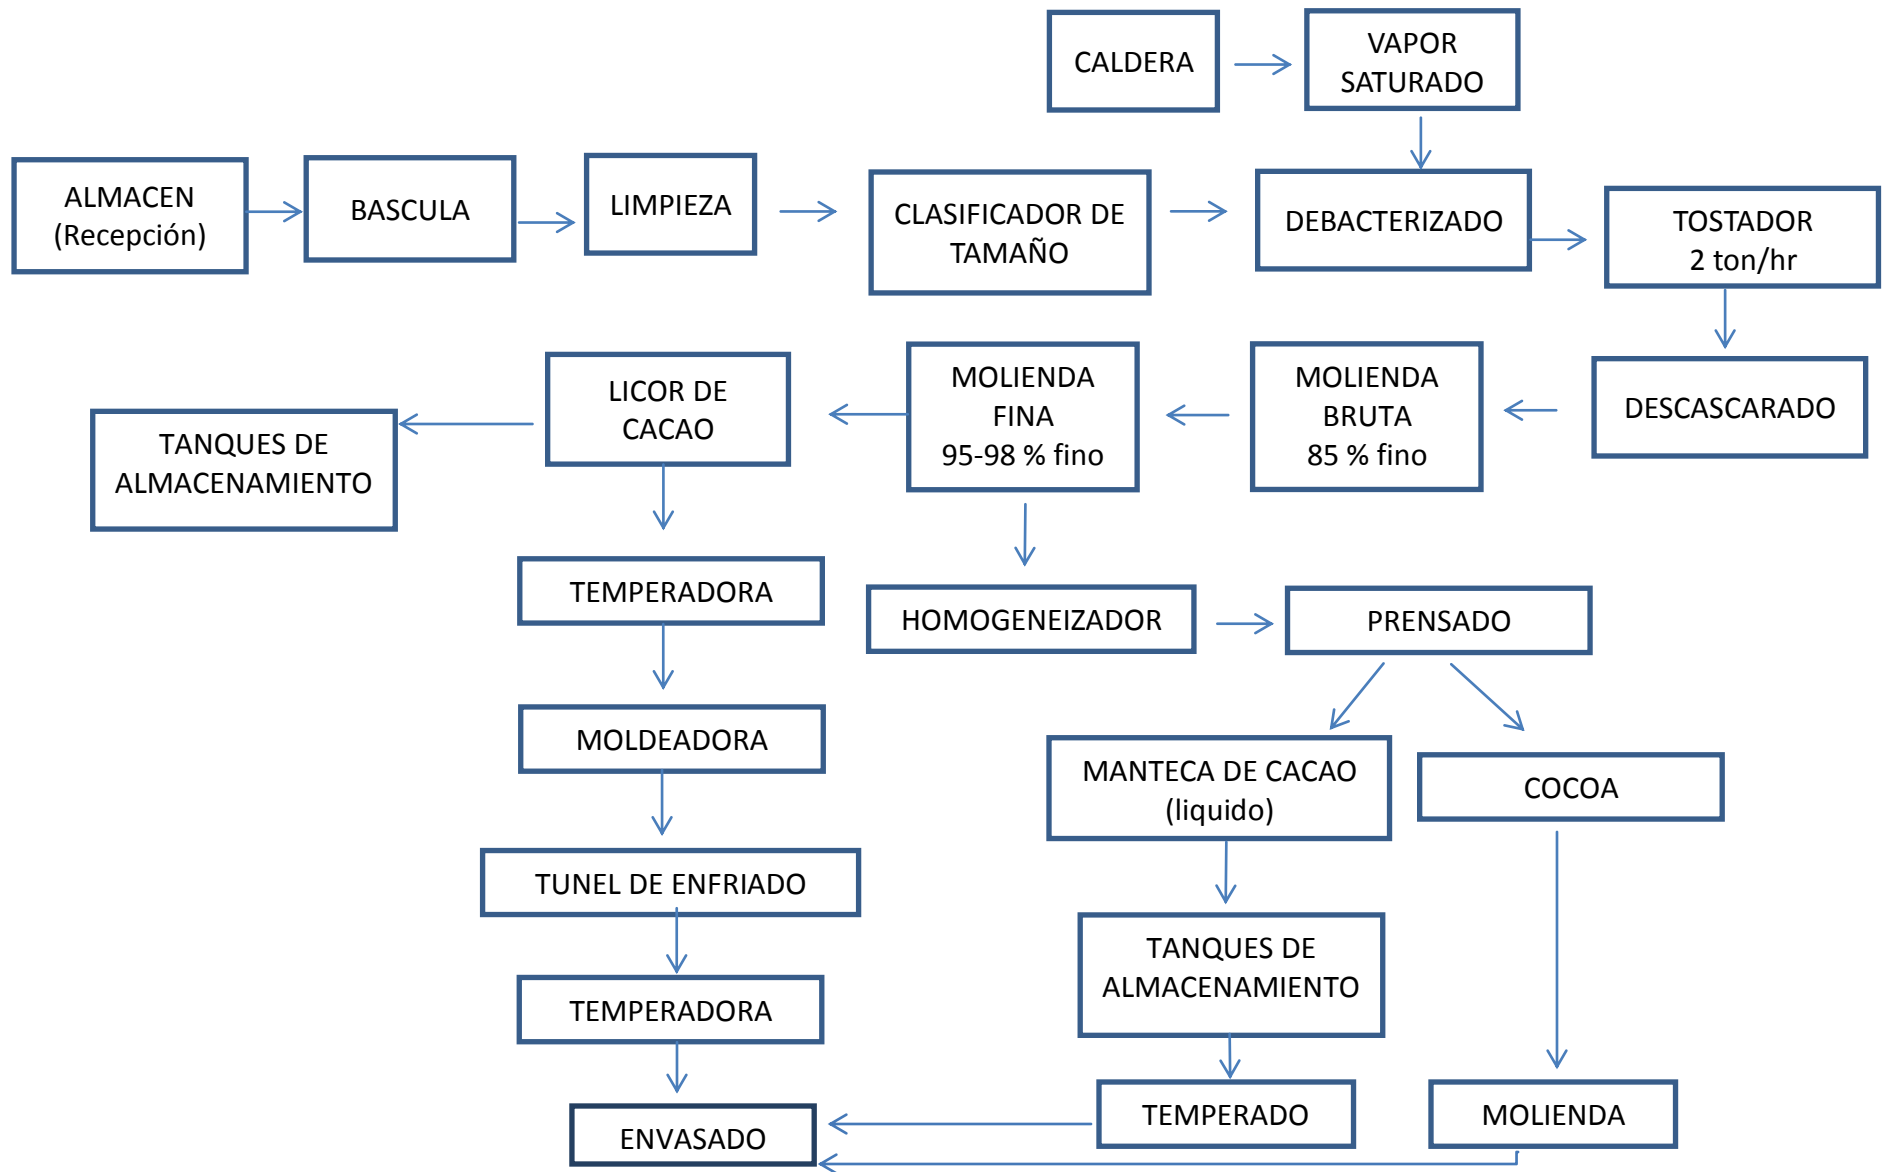 CALDERA
VAPOR
SATURADO
ALMACEN
(Recepción)
BASCULA
LIMPIEZA
CLASIFICADOR DE
TAMAÑO
DEBACTERIZADO
TOSTADOR
2 ton/hr
LICOR DE
CACAO
MOLIENDA
FINA
95-98 % fino
MOLIENDA
BRUTA
85 % fino
DESCASCARADO
TANQUES DE
ALMACENAMIENTO
TEMPERADORA
HOMOGENEIZADOR
PRENSADO
MOLDEADORA
MANTECA DE CACAO
(liquido)
COCOA
TUNEL DE ENFRIADO
TANQUES DE
ALMACENAMIENTO
TEMPERADORA
TEMPERADO
MOLIENDA
ENVASADO